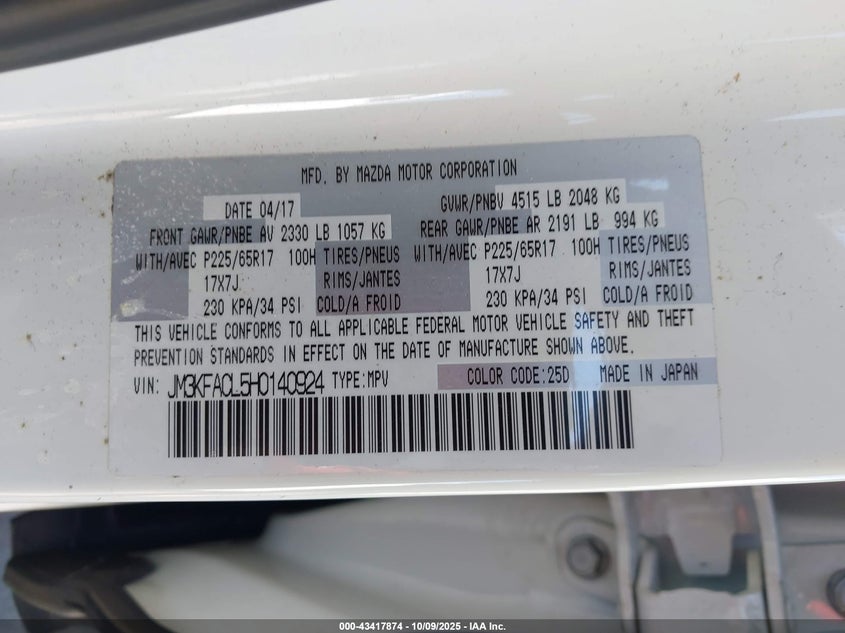 MFD. BY MAZDA MOTOR CORPORATION
DATE 04/17 GVWR/PNBV 4515 LB 2048 KG
FRONT GAWR/PNBE AV 2330 LB 1057 KG REAR GAWR/PNBE AR 2191 LB 994 KG
WITH/AVEC P225/65R17 100H TIRES/PNEUS WITH/AVEC P225/65R17 100H TIRES/PNEUS
17X7J RIMS/JANTES 17X7J RIMS/JANTES
230 KPA/34 PSI COLD/A FROID 230 KPA/34 PSI COLD/A FROID
THIS VEHICLE CONFORMS TO ALL APPLICABLE FEDERAL MOTOR VEHICLE SAFETY AND THEFT
PREVENTION STANDARDS IN EFFECT ON THE DATE OF MANUFACTURE SHOWN ABOVE.
VIN: JM3KFACL5H0140924 TYPE:MPV COLOR CODE:25D MADE IN JAPAN
000-43417874 | 10/09/2025 - IAA Inc.